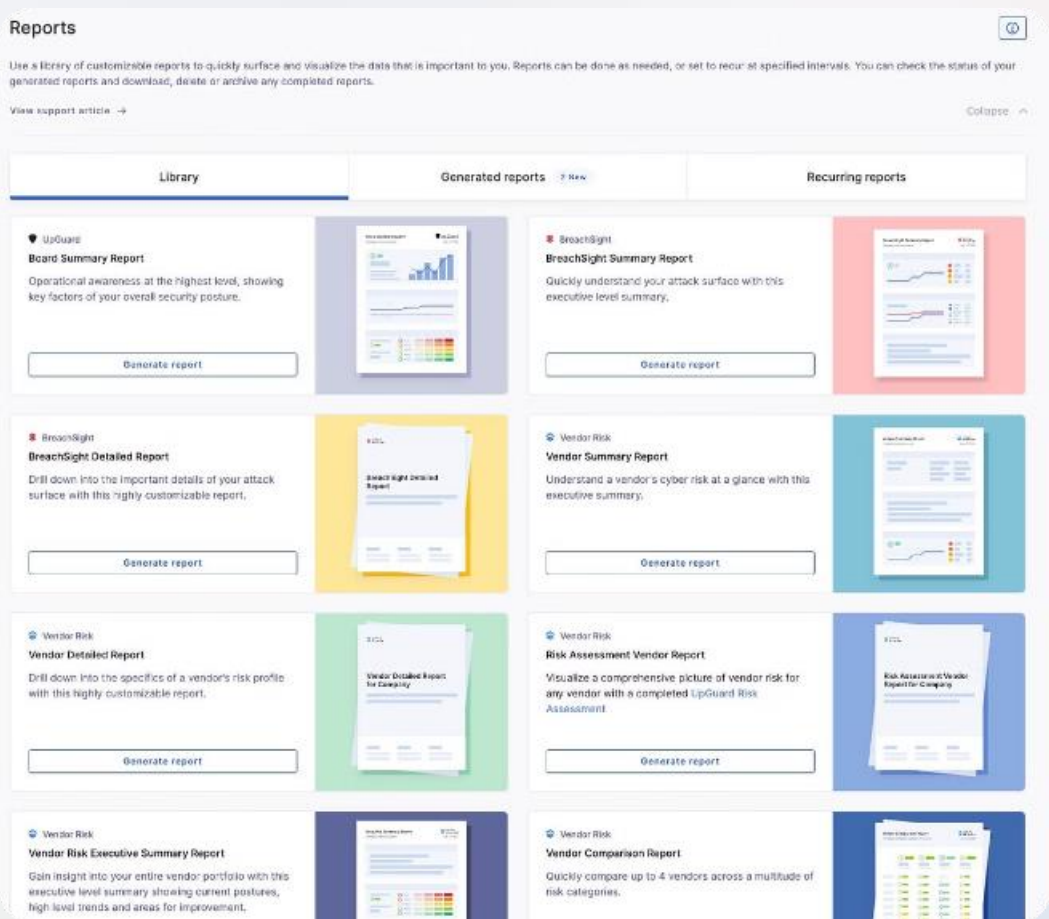 Reports
Use a library of customizable reports to quickly surface and visualize the data that is important to you. Reports can be done as needed, or set to recur at specified intervals. You can check the status of your
generated reports and download, delete or archive any completed reports.
View support article →
Collapse
Library
Generated reports
New
Recurring reports
UpGuard
Board Summary Report
Operational awareness at the highest level, showing
key factors of your overall security posture.
Generate report
BreachSight
BreachSight Summary Report
Quickly understand your attack surface with this
executive level summary.
Generate report
BreachSight
BreachSight Detailed Report
Drill down into the important details of your attack
surface with this highly customizable report.
Generate report
BreachSight Detailed
Report
Vendor Risk
Vendor Summary Report
Understand a vendor's cyber risk at a glance with this
executive summary.
Generate report
Vendor Risk
Vendor Detailed Report
Drill down into the specifics of a vendor's risk profile
with this highly customizable report.
Generate report
Vendor Detailed Report
for Company
Vendor Risk
Risk Assessment Vendor Report
Visualize a comprehensive picture of vendor risk for
any vendor with a completed UpGuard Risk
Assessment
Generate report
Risk Assessment Vendor
Report for Company
Vendor Risk
Vendor Risk Executive Summary Report
Gain insight into your entire vendor portfolio with this
executive level summary showing current postures,
high level trends and areas for improvement.
Vendor Risk
Vendor Comparison Report
Quickly compare up to 4 vendors across a multitude of
risk categories.